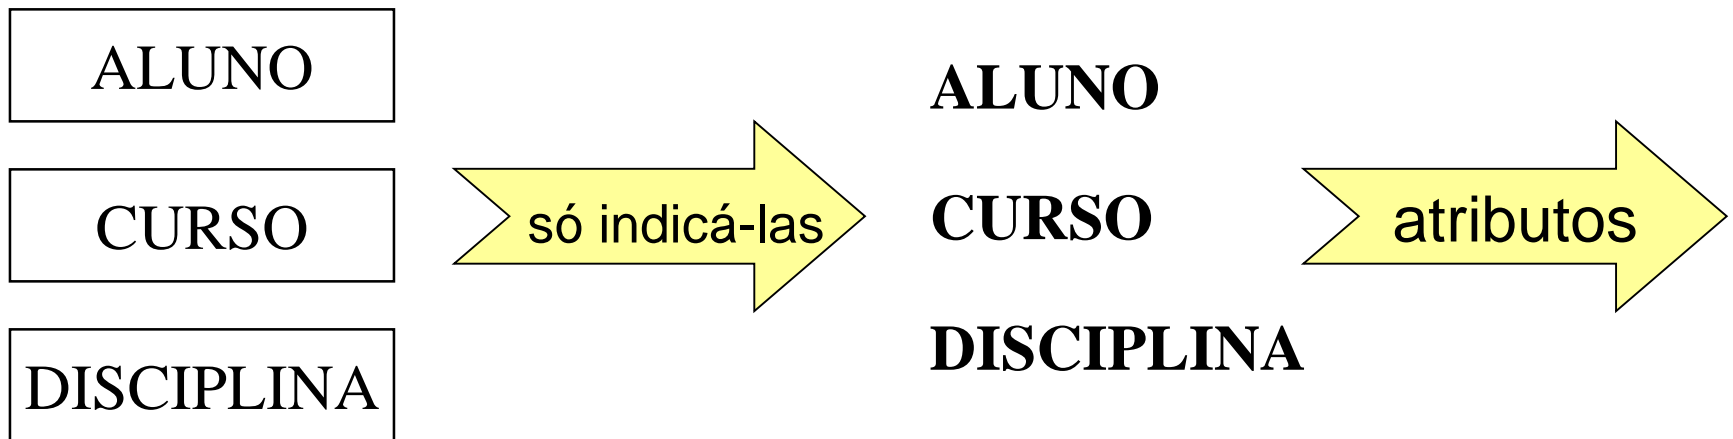 ALUNO
CURSO
DISCIPLINA
só indicá-las
ALUNO
CURSO
DISCIPLINA
atributos